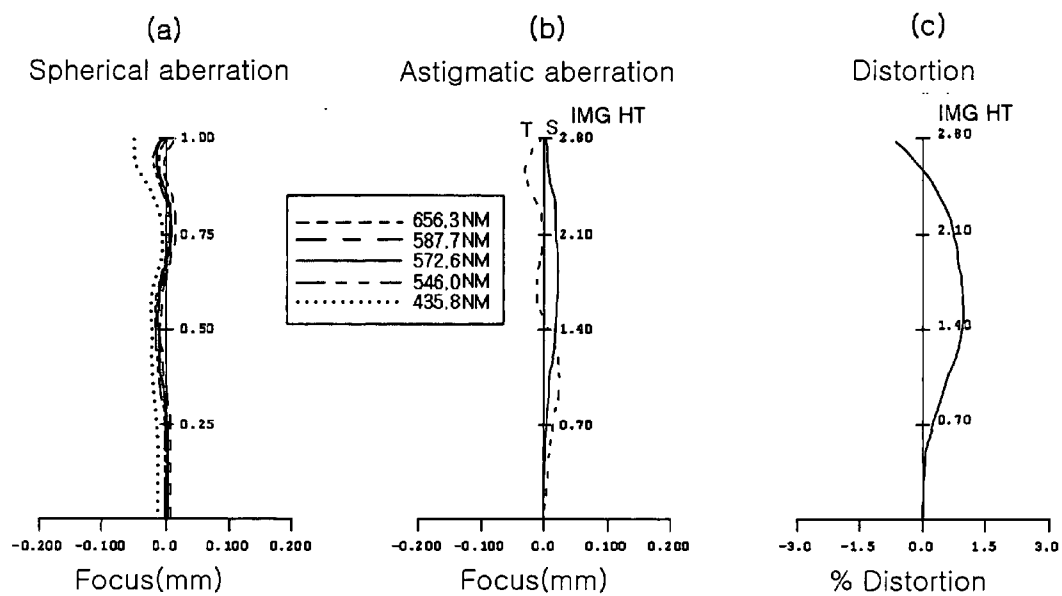 (a)
Spherical aberration
1.00
0.75
0.50
0.25
-0.200 -0.100 0.0 0.100 0.200
Focus(mm)
656.3NM
587.7NM
572.6NM
546.0NM
435.8NM
(b)
Astigmatic aberration
IMG HT
T S
2.80
2.10
1.40
0.70
-0.200 -0.100 0.0 0.100 0.200
Focus(mm)
(c)
Distortion
IMG HT
2.80
2.10
1.40
0.70
-3.0 -1.5 0.0 1.5 3.0
% Distortion